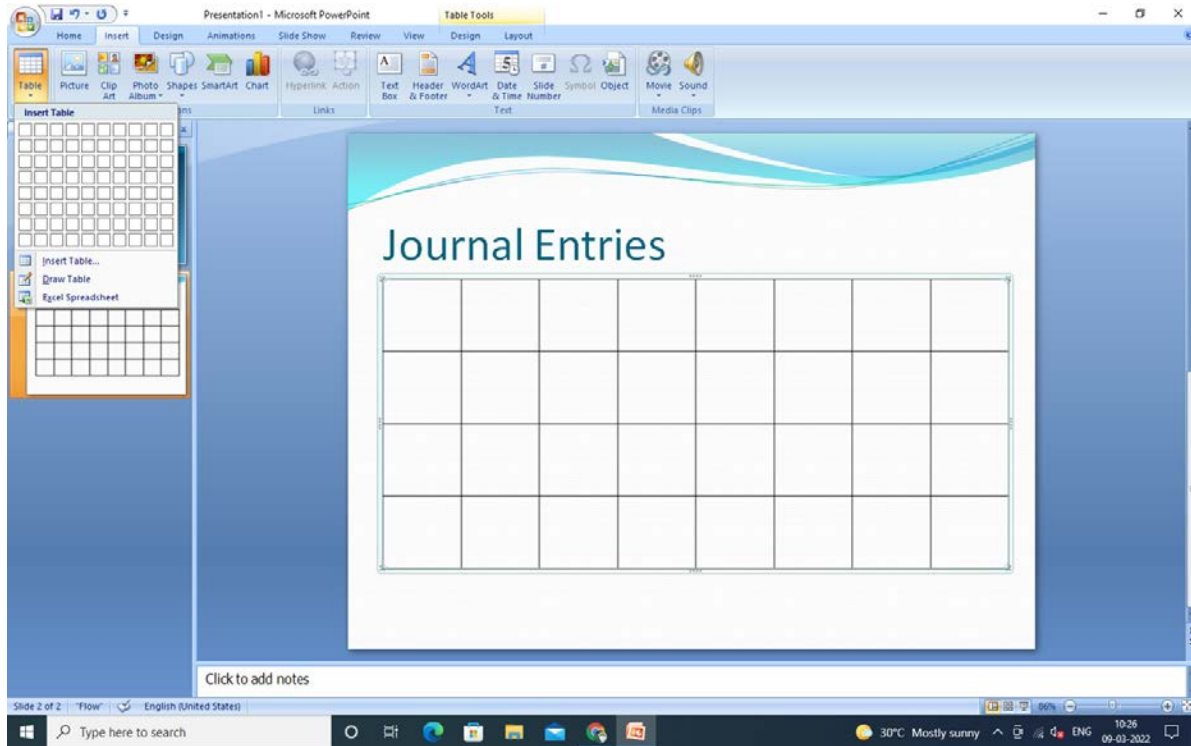 Presentation1 - Microsoft PowerPoint
Table Tools
Home Insert Design Animations Slide Show Review View Design Layout
Table Picture Clip Art Photo Album Shapes SmartArt Chart Hyperlink Action Text Box Header & Footer WordArt Date & Time Slide Number Symbol Object Movie Sound
Links Text Media Clips
Insert Table
Insert Table...
Draw Table
Excel Spreadsheet
Journal Entries
Click to add notes
Slide 2 of 2 "Flow" English (United States) 86%
Type here to search 30°C Mostly sunny ENG 10:26
09-03-2022